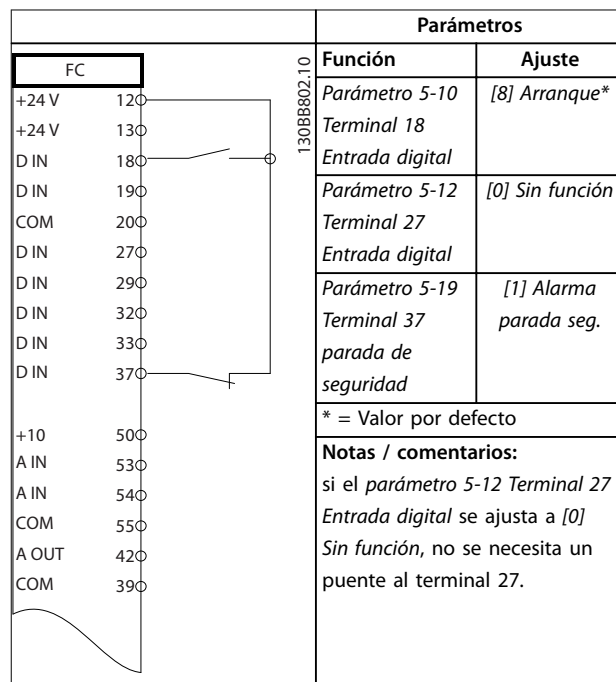 FC
+24 V 12
+24 V 13
D IN 18
D IN 19
COM 20
D IN 27
D IN 29
D IN 32
D IN 33
D IN 37
+10 50
A IN 53
A IN 54
COM 55
A OUT 42
COM 39
130BB802.10
Parámetros
Función Ajuste
Parámetro 5-10 [8] Arranque*
Terminal 18
Entrada digital
Parámetro 5-12 [0] Sin función
Terminal 27
Entrada digital
Parámetro 5-19 [1] Alarma
Terminal 37 parada seg.
parada de
seguridad
* = Valor por defecto
Notas / comentarios:
si el parámetro 5-12 Terminal 27
Entrada digital se ajusta a [0]
Sin función, no se necesita un
puente al terminal 27.